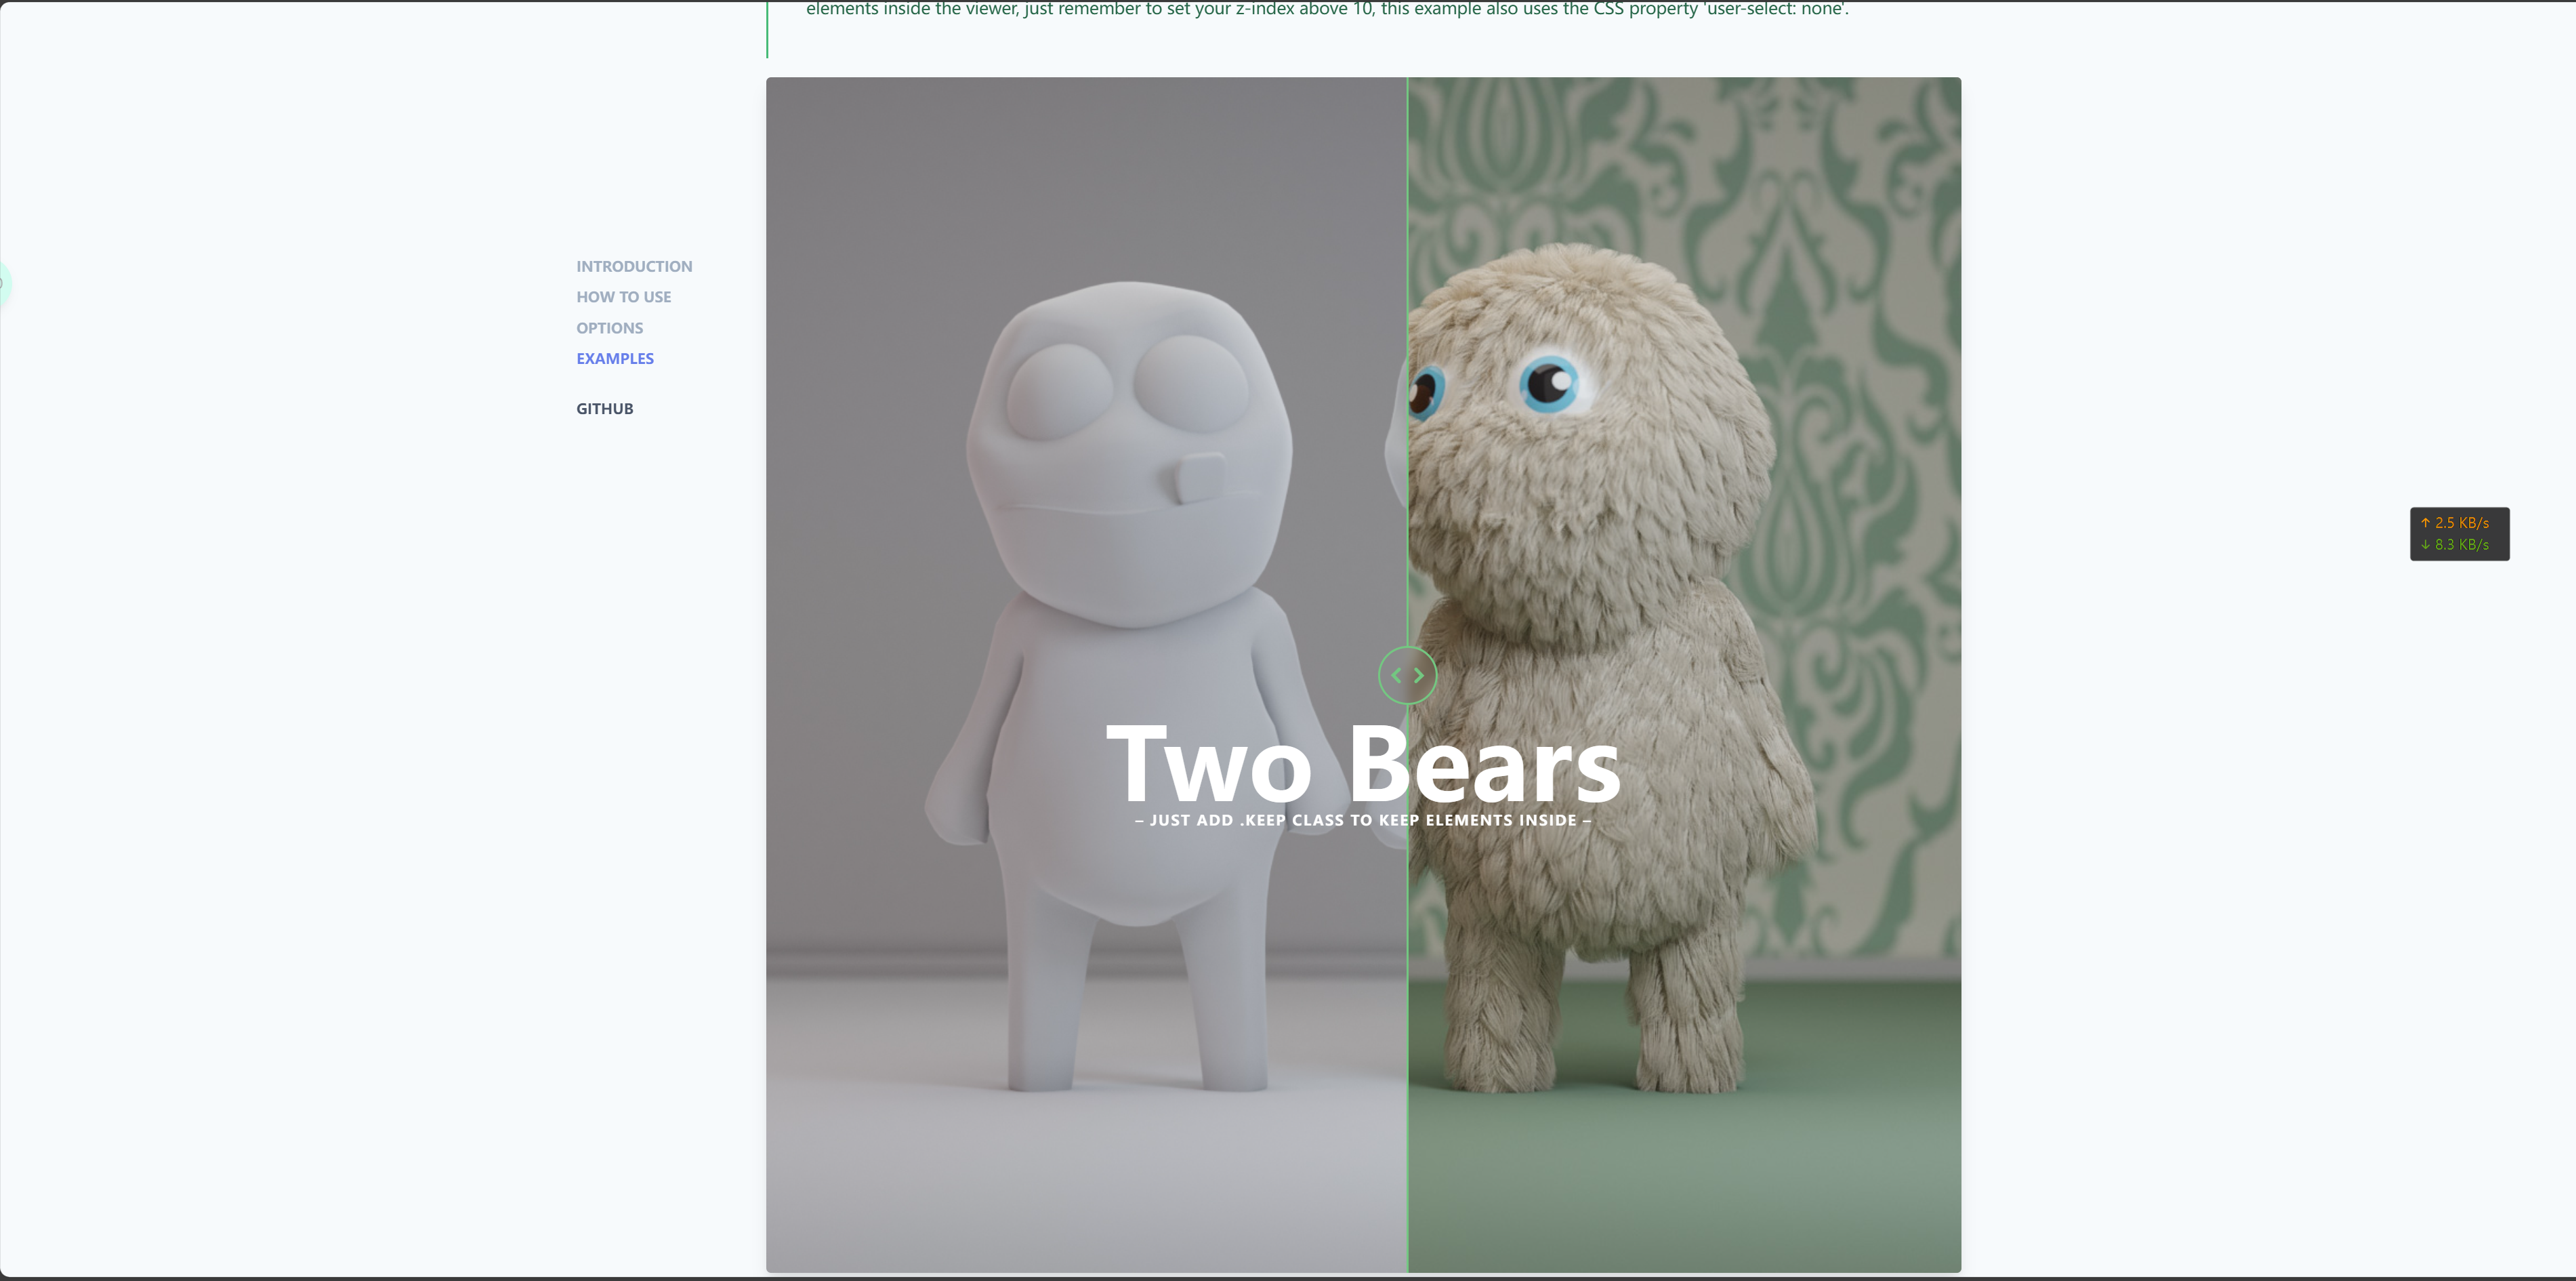 elements inside the viewer, just remember to set your z-index above 10, this example also uses the CSS property 'user-select: none'.
INTRODUCTION
HOW TO USE
OPTIONS
EXAMPLES
GITHUB
↑ 2.5 KB/s
↓ 8.3 KB/s
Two Bears
– JUST ADD .KEEP CLASS TO KEEP ELEMENTS INSIDE –